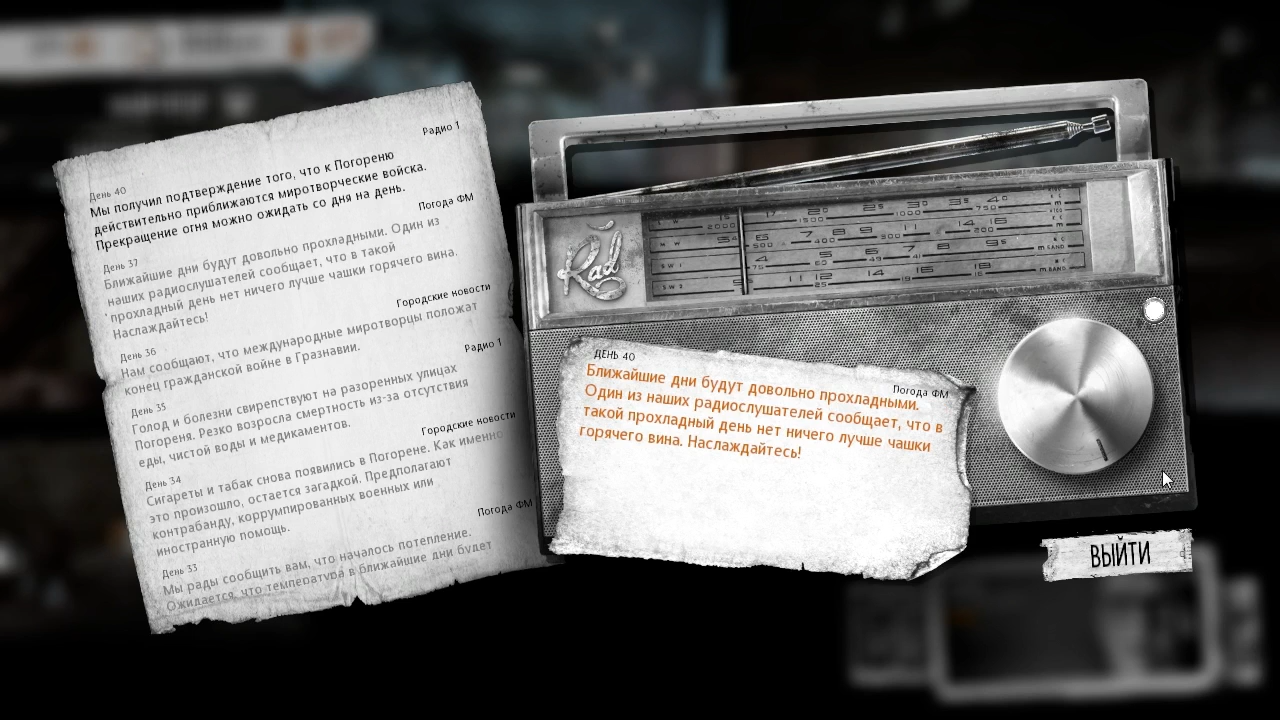 Радио 1
День 40
Мы получил подтверждение того, что к Погореню
действительно приближаются миротворческие войска.
Прекращение огня можно ожидать со дня на день.
Погода ФМ
День 37
Ближайшие дни будут довольно прохладными. Один из
наших радиослушателей сообщает, что в такой
прохладный день нет ничего лучше чашки горячего вина.
Наслаждайтесь!
Городские новости
День 36
Нам сообщают, что международные миротворцы положат
конец гражданской войне в Гразнавии.
Радио 1
День 35
Голод и болезни свирепствуют на разоренных улицах
Погореня. Резко возросла смертность из-за отсутствия
еды, чистой воды и медикаментов.
Городские новости
День 34
Сигареты и табак снова появились в Погорене. Как именно
это произошло, остается загадкой. Предполагают
контрабанду, коррумпированных военных или
иностранную помощь.
Погода ФМ
День 33
Мы рады сообщить вам, что началось потепление.
Ожидается, что температура в ближайшие дни будет
Rad
ДЕНЬ 40
Погода ФМ
Ближайшие дни будут довольно прохладными.
Один из наших радиослушателей сообщает, что в
такой прохладный день нет ничего лучше чашки
горячего вина. Наслаждайтесь!
ВЫЙТИ